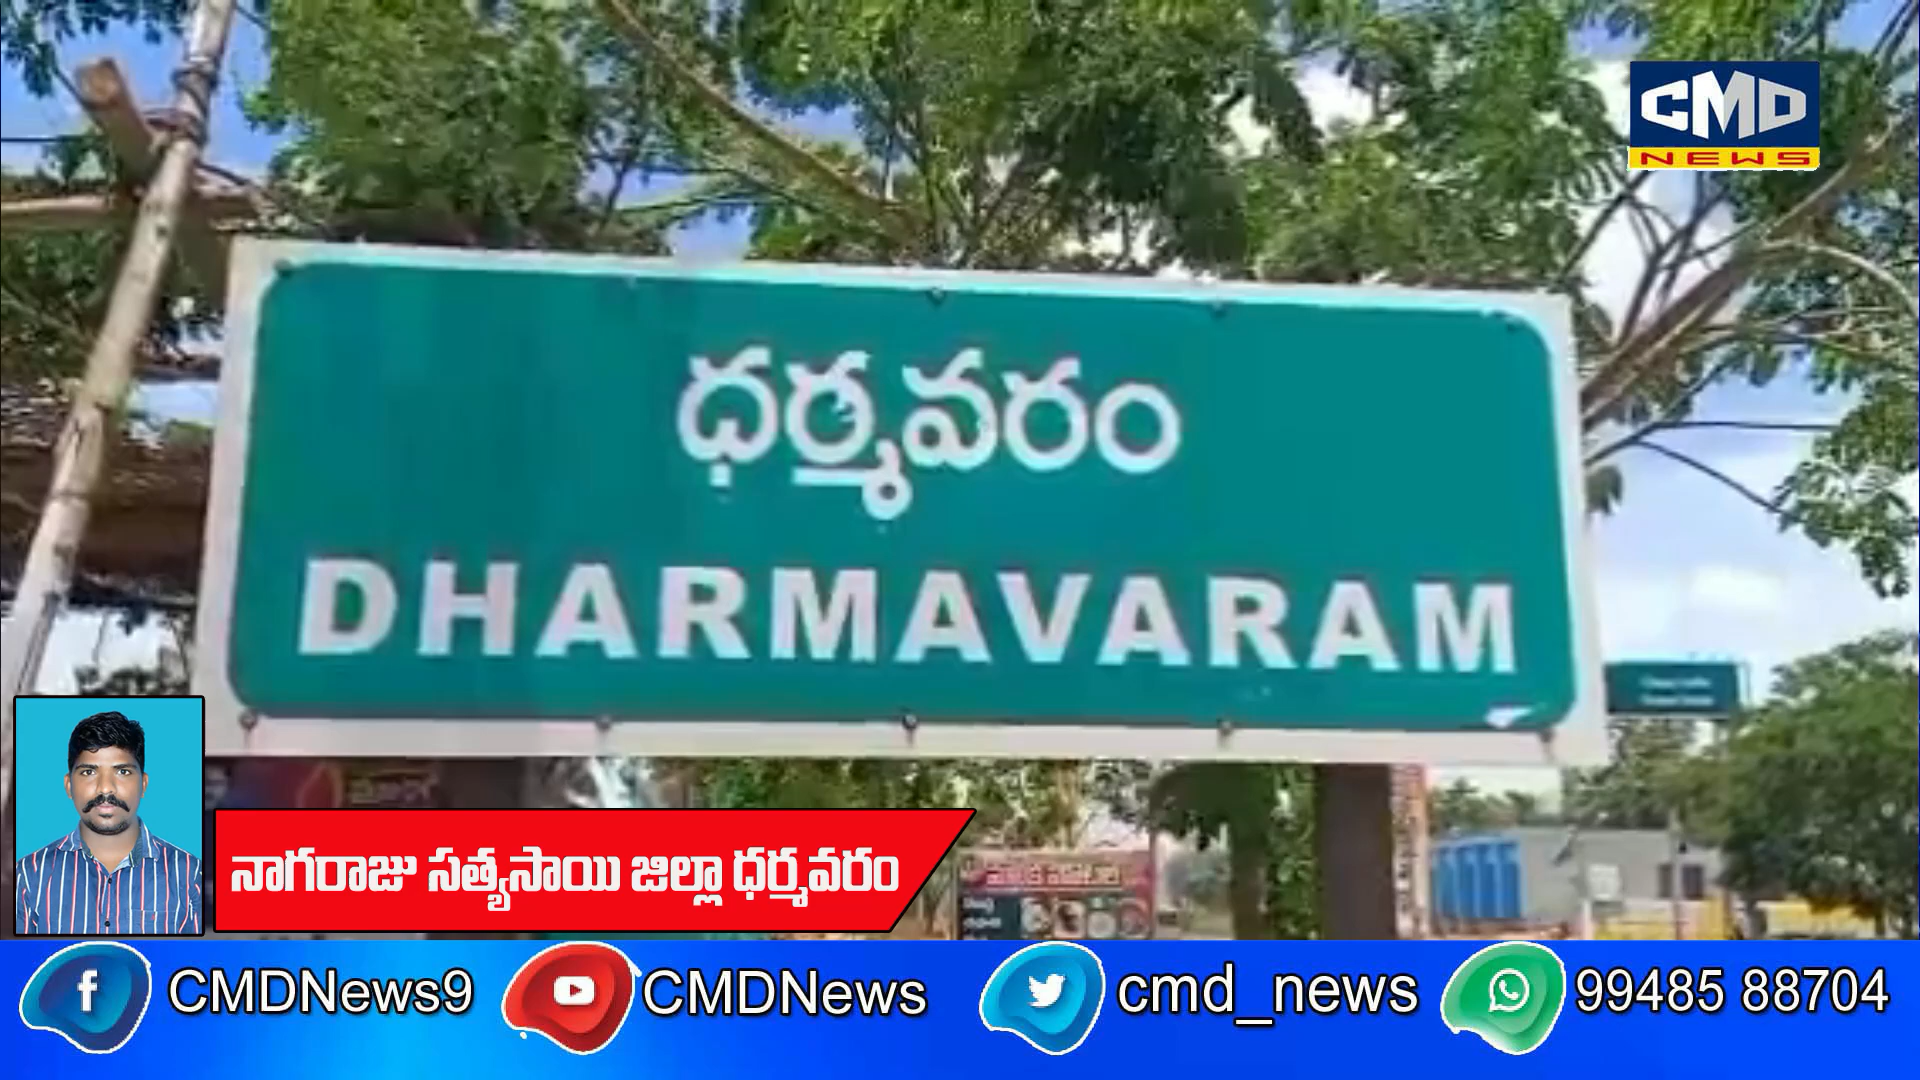 CMD
NEWS
ధర్మవరం
DHARMAVARAM
నాగరాజు సత్యసాయి జిల్లా ధర్మవరం
CMDNews9
CMDNews
cmd_news
99485 88704